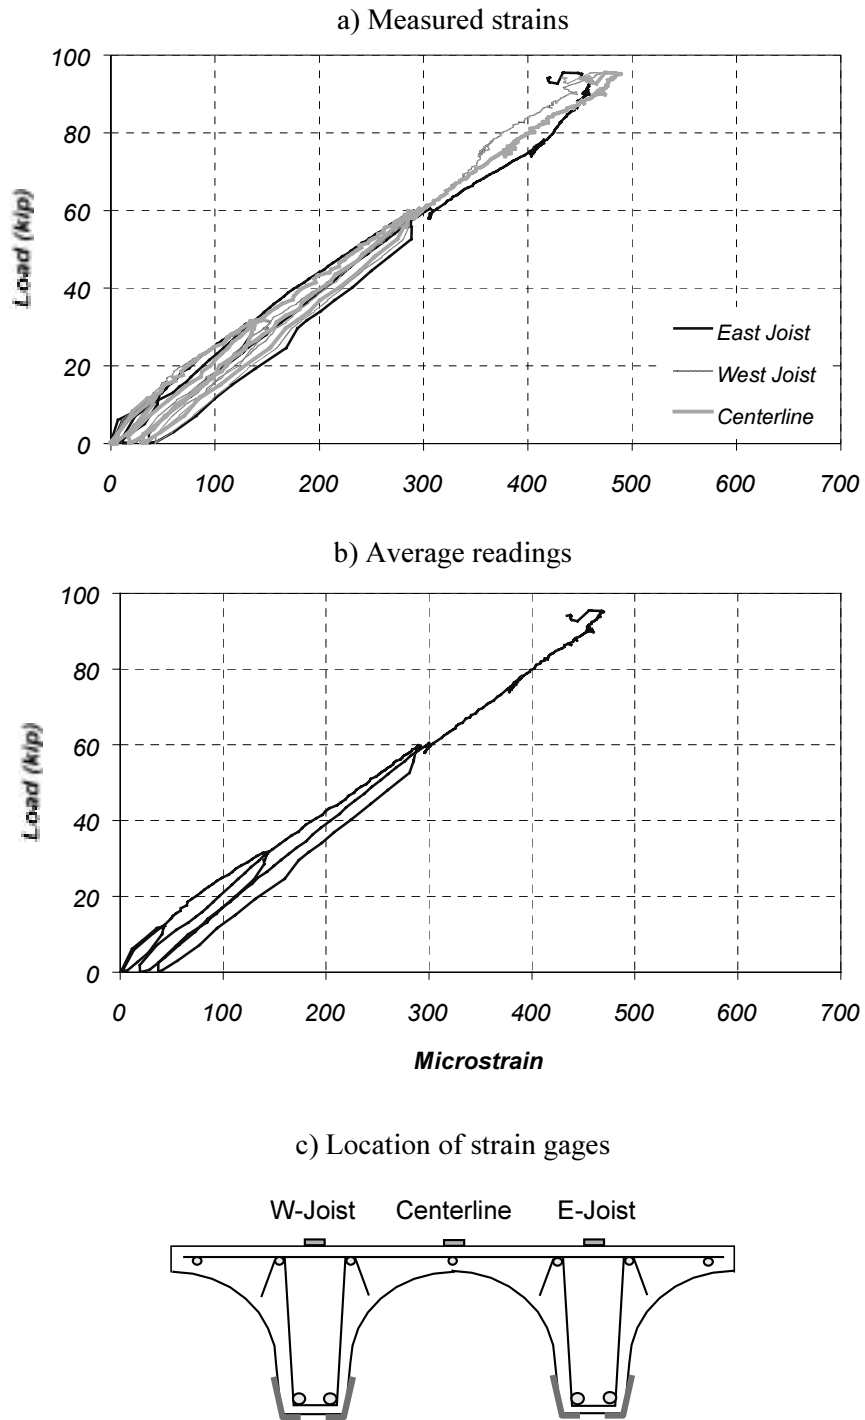 a) Measured strains
100
80
60
40
20
0
Load (kip)
East Joist
West Joist
Centerline
0 100 200 300 400 500 600 700
b) Average readings
100
80
60
40
20
0
Load (kip)
0 100 200 300 400 500 600 700
Microstrain
c) Location of strain gages
W-Joist Centerline E-Joist